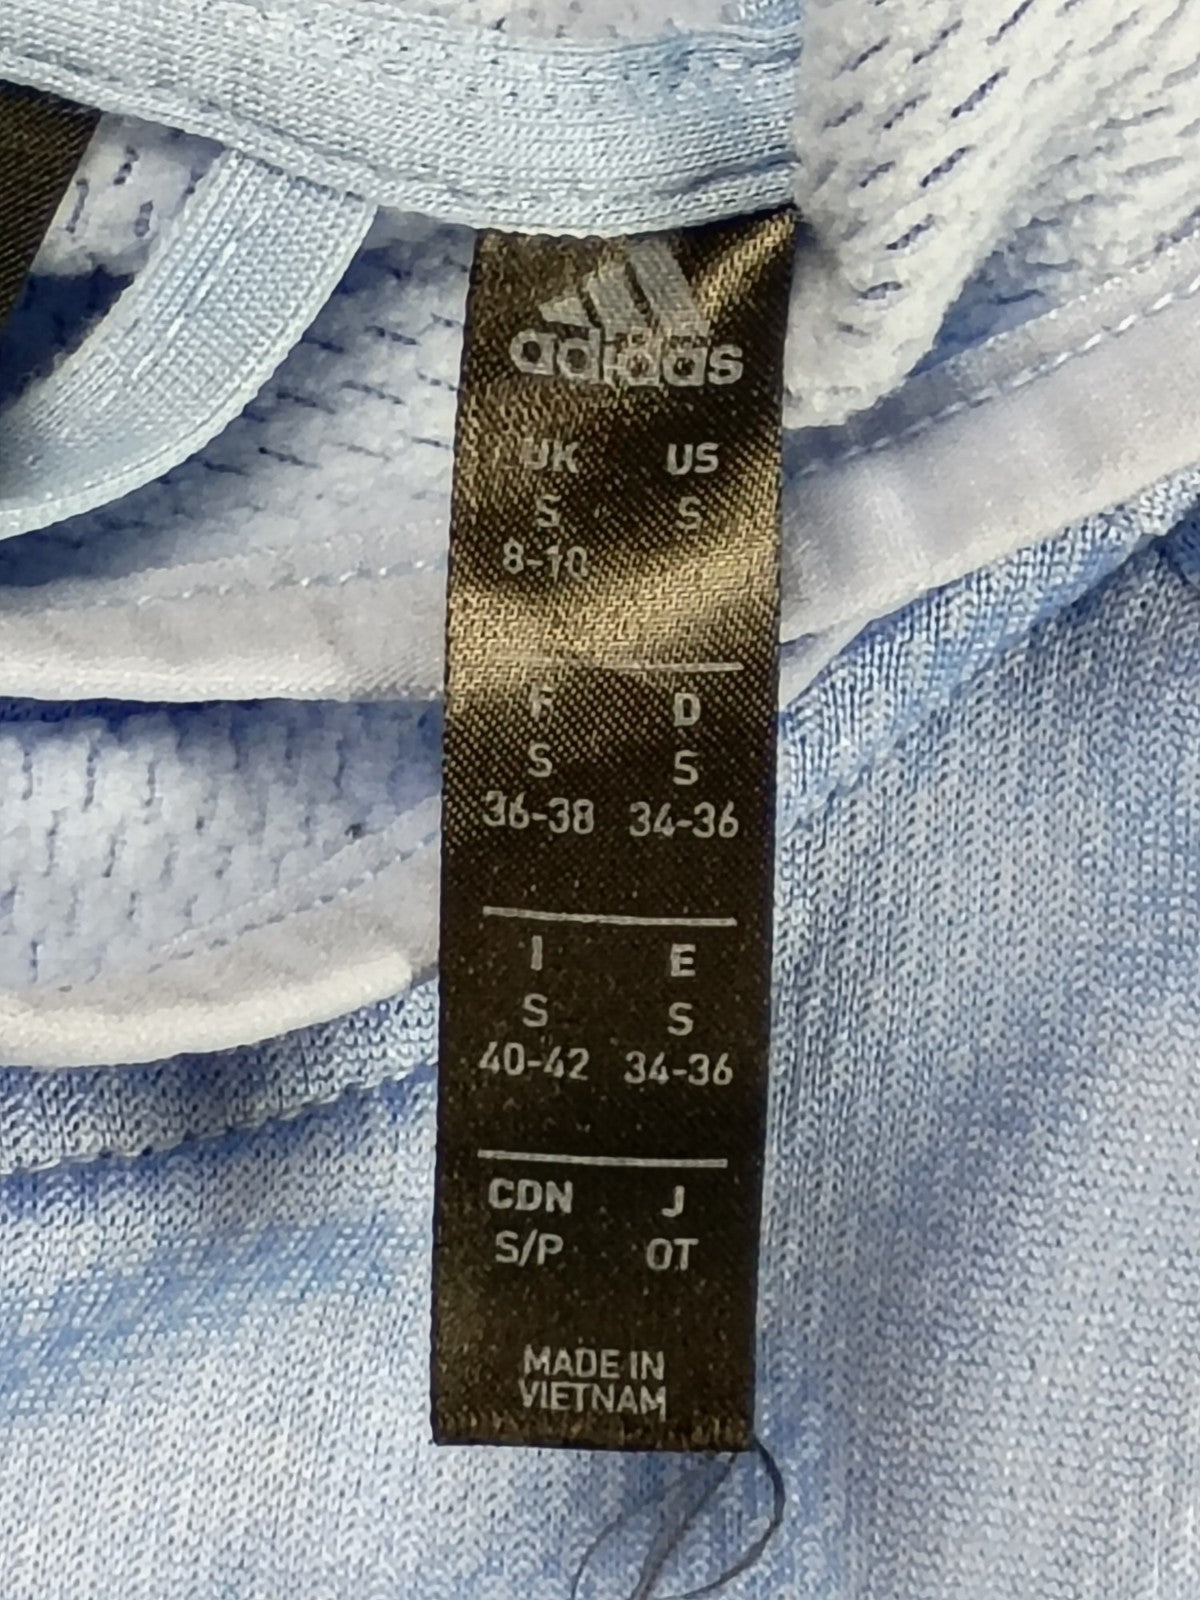 adidas
UK US
S S
8-10
F D
S S
36-38 34-36
I E
S S
40-42 34-36
CDN J
S/P OT
MADE IN
VIETNAM